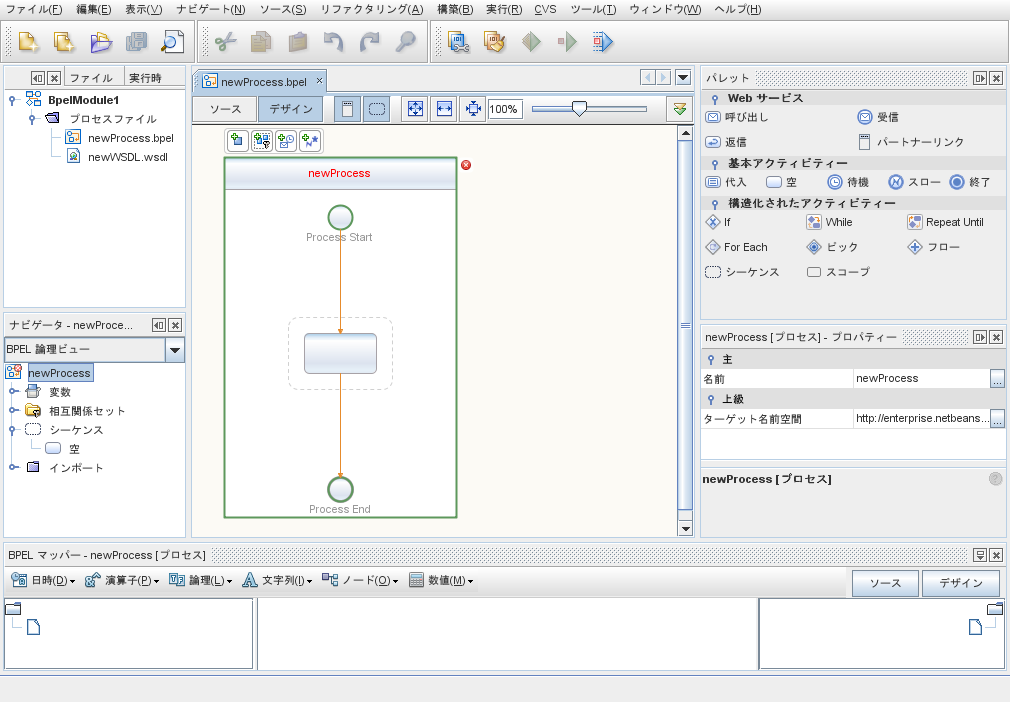 ファイル(F) 編集(E) 表示(V) ナビゲート(N) ソース(S) リファクタリング(A) 構築(B) 実行(R) CVS ツール(T) ウィンドウ(W) ヘルプ(H)
ファイル 実行時
BpelModule1
プロセスファイル
newProcess.bpel
newWSDL.wsdl
ナビゲータ - newProce...
BPEL 論理ビュー
newProcess
変数
相互関係セット
シーケンス
空
インポート
newProcess.bpel
ソース デザイン 100%
newProcess
Process Start
Process End
パレット
Web サービス
呼び出し 受信
返信 パートナーリンク
基本アクティビティー
代入 空 待機 スロー 終了
構造化されたアクティビティー
If While Repeat Until
For Each ピック フロー
シーケンス スコープ
newProcess [プロセス] - プロパティー
主
名前 newProcess ...
上級
ターゲット名前空間 http://enterprise.netbeans... ...
newProcess [プロセス]
?
BPEL マッパー - newProcess [プロセス]
日時(D) 演算子(P) 論理(L) 文字列(I) ノード(O) 数値(M) ソース デザイン